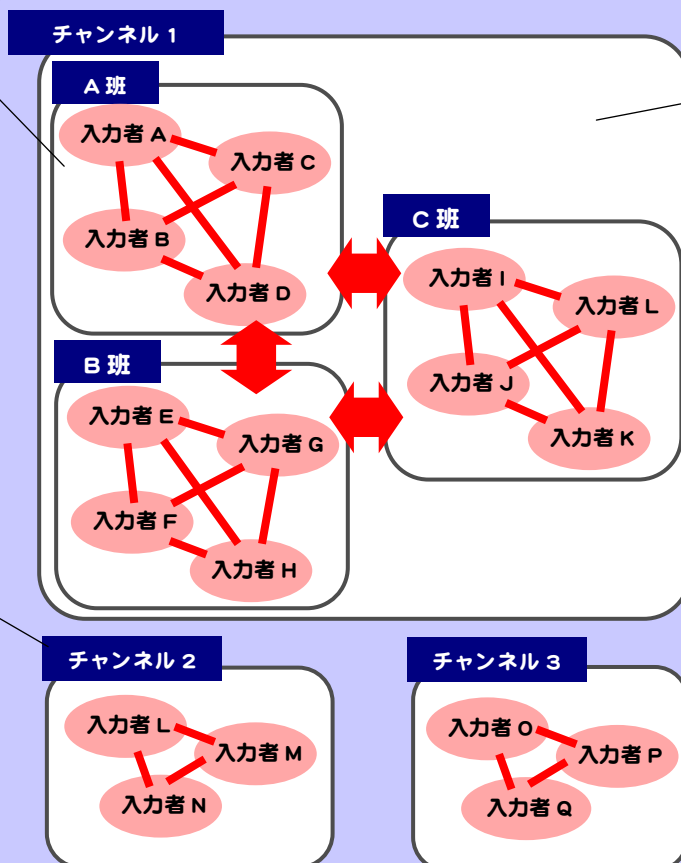 チャンネル 1
A 班
入力者 A
入力者 C
入力者 B
入力者 D
C 班
入力者 I
入力者 L
入力者 J
入力者 K
B 班
入力者 E
入力者 G
入力者 F
入力者 H
チャンネル 2
入力者 L
入力者 M
入力者 N
チャンネル 3
入力者 O
入力者 P
入力者 Q